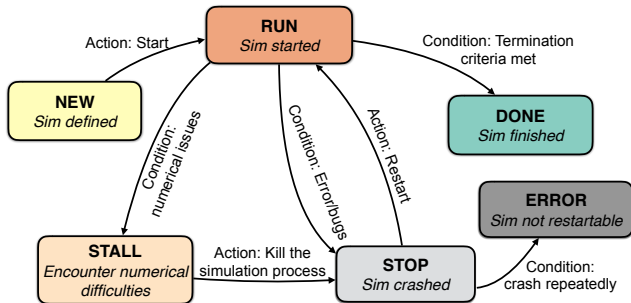 RUN
Sim started
Action: Start
Condition: Termination
criteria met
NEW
Sim defined
DONE
Sim finished
Condition:
numerical issues
Condition: Error/bugs
Action: Restart
ERROR
Sim not restartable
STALL
Encounter numerical
difficulties
Action: Kill the
simulation process
STOP
Sim crashed
Condition:
crash repeatedly